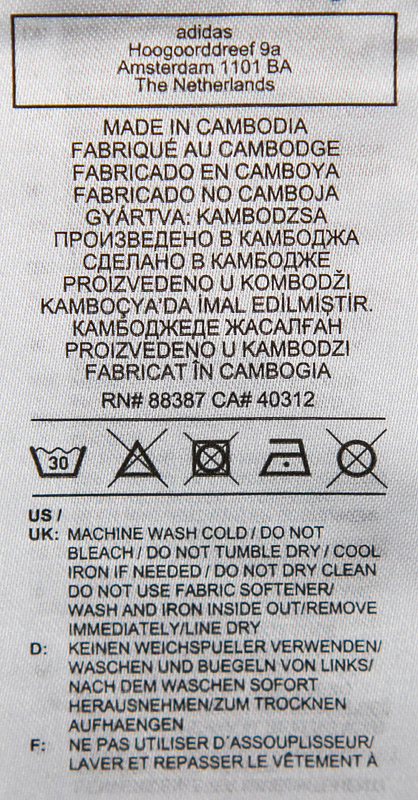 adidas
Hoogoorddreef 9a
Amsterdam 1101 BA
The Netherlands
MADE IN CAMBODIA
FABRIQUÉ AU CAMBODGE
FABRICADO EN CAMBOYA
FABRICADO NO CAMBOJA
GYÁRTVA: KAMBODZSA
ПРОИЗВЕДЕНО В КАМБОДЖА
СДЕЛАНО В КАМБОДЖЕ
PROIZVEDENO U KOMBODŽI
KAMBOÇYA'DA İMAL EDİLMİŞTİR.
КАМБОДЖЕДЕ ЖАСАЛҒАН
PROIZVEDENO U KAMBODZI
FABRICAT ÎN CAMBOGIA
RN# 88387 CA# 40312
30
US /
UK: MACHINE WASH COLD / DO NOT
BLEACH / DO NOT TUMBLE DRY / COOL
IRON IF NEEDED / DO NOT DRY CLEAN
DO NOT USE FABRIC SOFTENER/
WASH AND IRON INSIDE OUT/REMOVE
IMMEDIATELY/LINE DRY
D: KEINEN WEICHSPUELER VERWENDEN/
WASCHEN UND BUEGELN VON LINKS/
NACH DEM WASCHEN SOFORT
HERAUSNEHMEN/ZUM TROCKNEN
AUFHAENGEN
F: NE PAS UTILISER D'ASSOUPLISSEUR/
LAVER ET REPASSER LE VÊTEMENT À